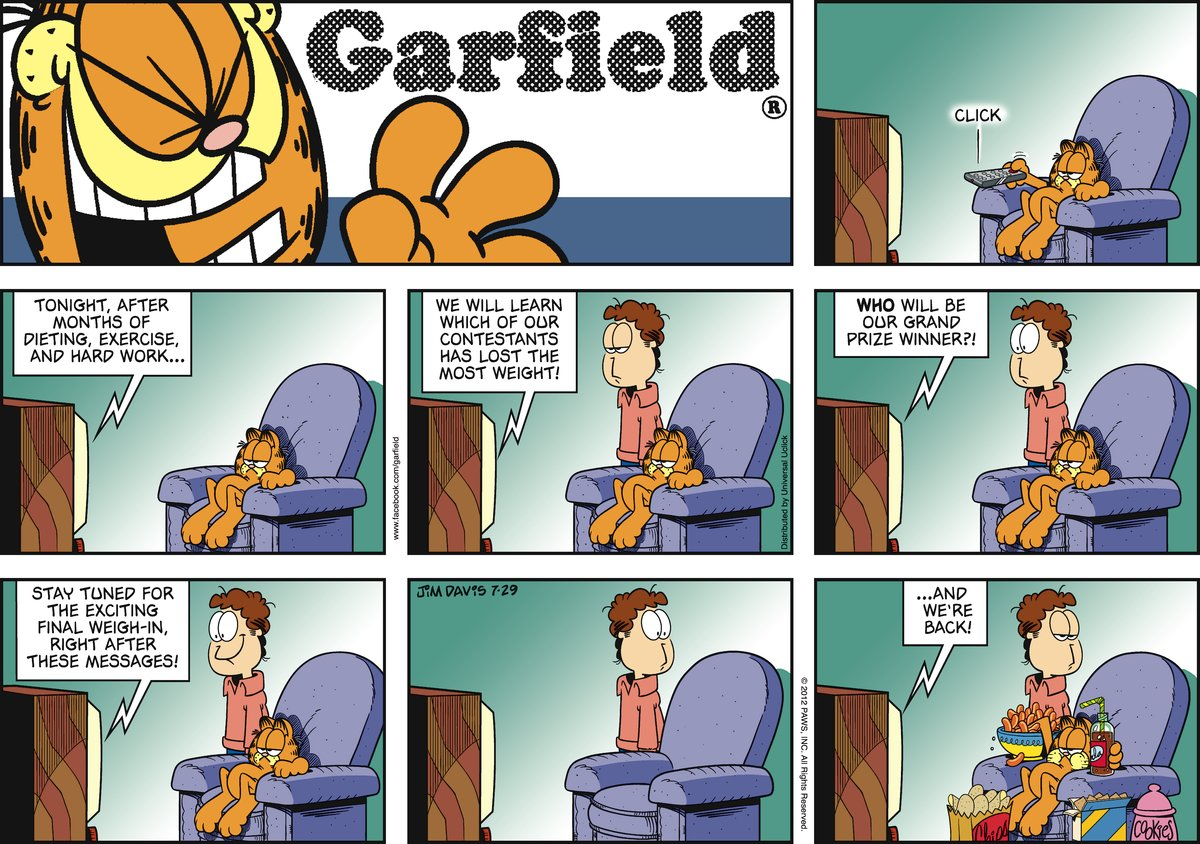 Garfield
®
CLICK
TONIGHT, AFTER
MONTHS OF
DIETING, EXERCISE,
AND HARD WORK...
www.facebook.com/garfield
WE WILL LEARN
WHICH OF OUR
CONTESTANTS
HAS LOST THE
MOST WEIGHT!
Distributed by Universal Uclick
WHO WILL BE
OUR GRAND
PRIZE WINNER?!
STAY TUNED FOR
THE EXCITING
FINAL WEIGH-IN,
RIGHT AFTER
THESE MESSAGES!
JIM DAVIS 7-29
© 2012 PAWS, INC. All Rights Reserved.
...AND
WE'RE
BACK!
Chips
COOKIES